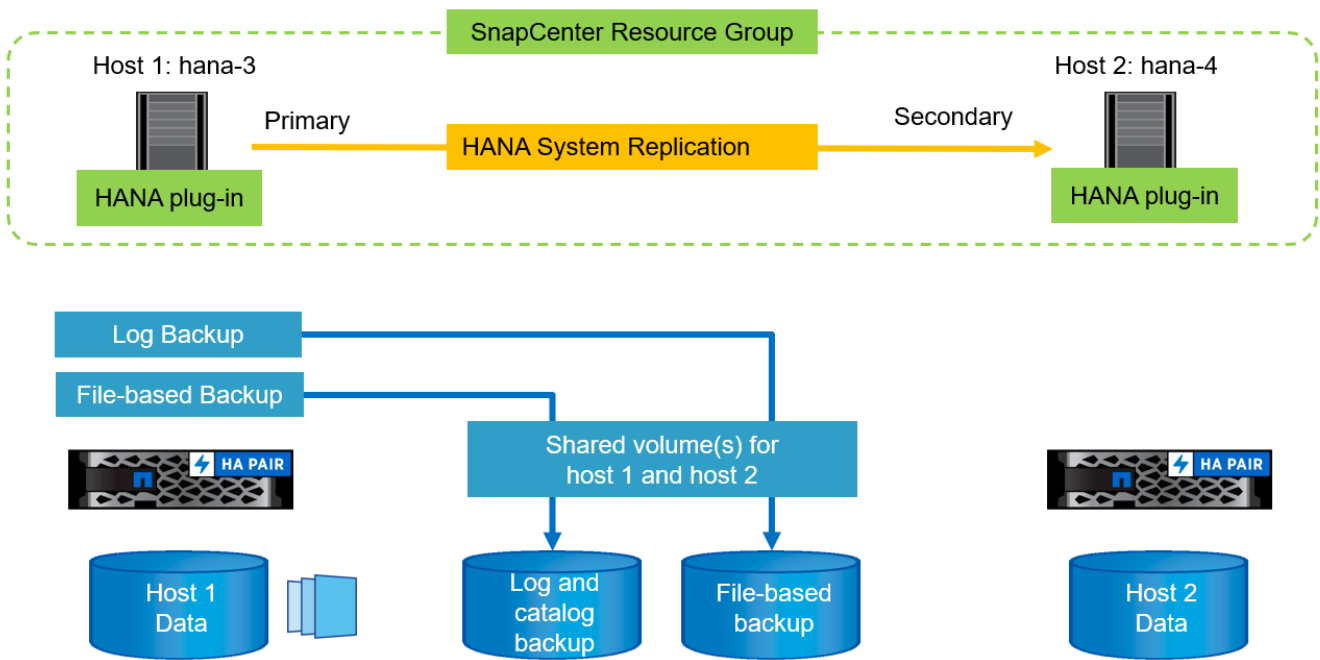 SnapCenter Resource Group
Host 1: hana-3
Host 2: hana-4
Primary
HANA System Replication
Secondary
HANA plug-in
HANA plug-in
Log Backup
File-based Backup
Shared volume(s) for
host 1 and host 2
HA PAIR
HA PAIR
Host 1
Data
Log and
catalog
backup
File-based
backup
Host 2
Data